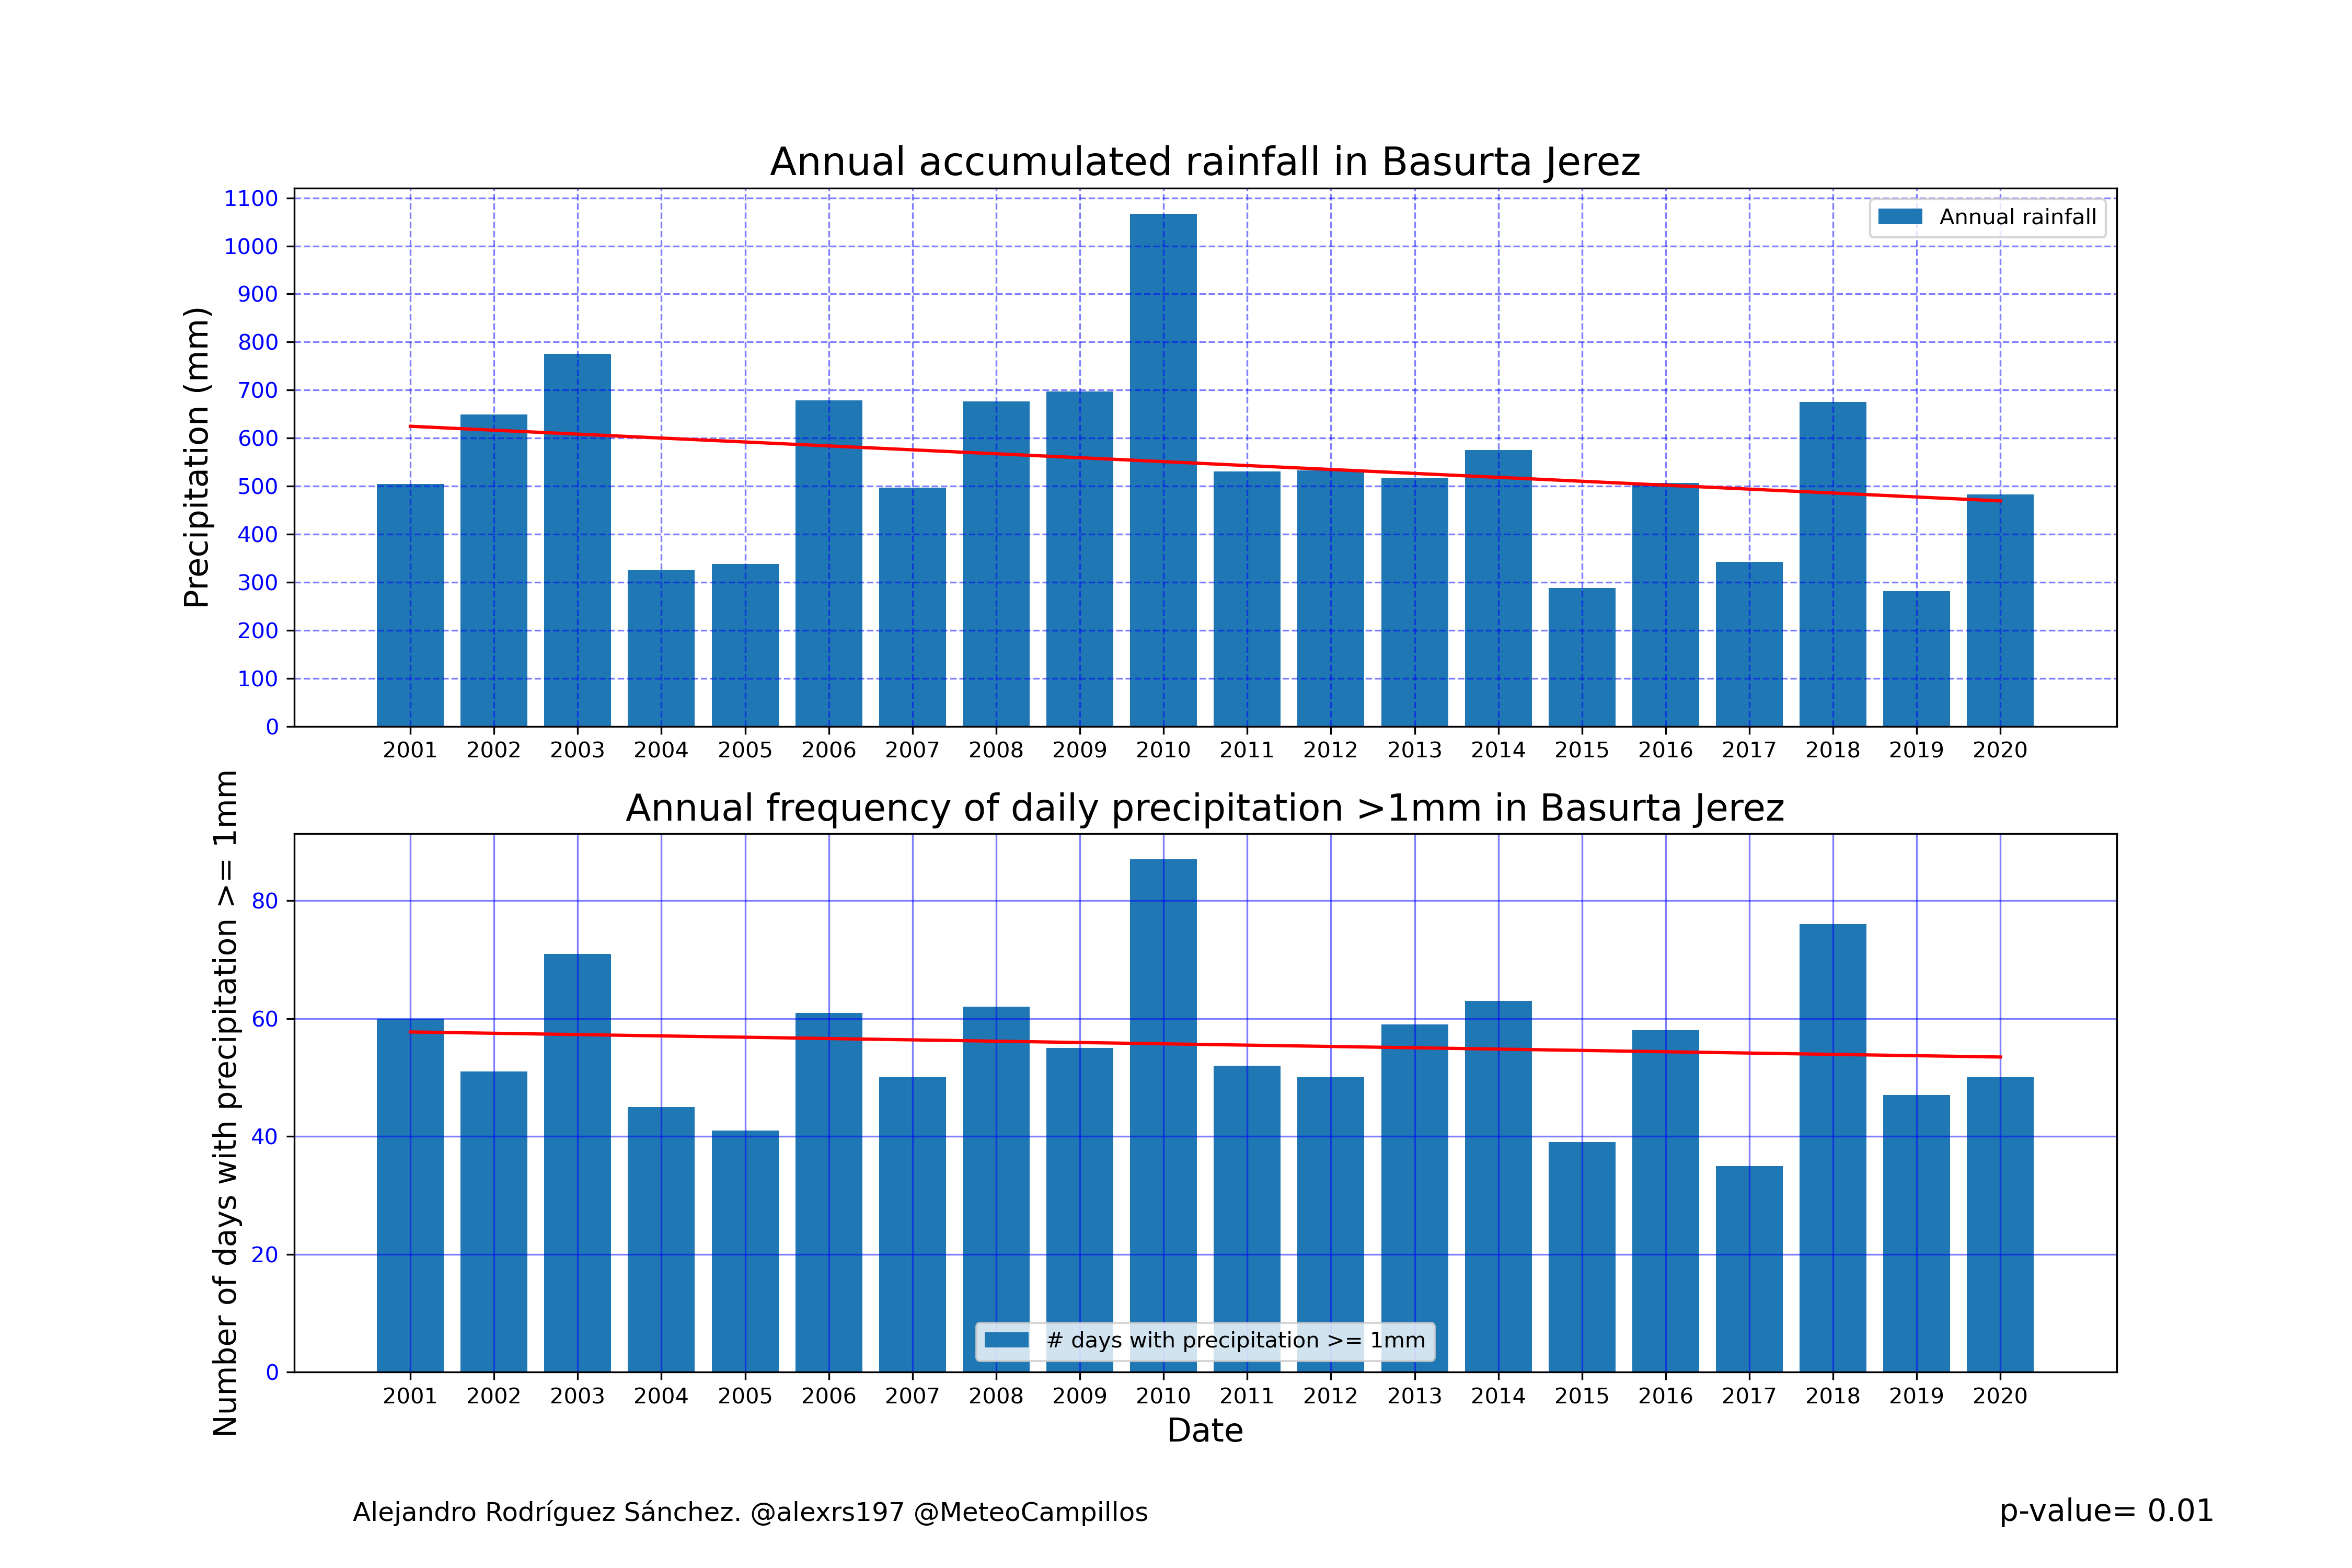 Annual accumulated rainfall in Basurta Jerez
Precipitation (mm)
1100
1000
900
800
700
600
500
400
300
200
100
0
Annual rainfall
2001 2002 2003 2004 2005 2006 2007 2008 2009 2010 2011 2012 2013 2014 2015 2016 2017 2018 2019 2020
Annual frequency of daily precipitation >1mm in Basurta Jerez
Number of days with precipitation >= 1mm
80
60
40
20
0
# days with precipitation >= 1mm
2001 2002 2003 2004 2005 2006 2007 2008 2009 2010 2011 2012 2013 2014 2015 2016 2017 2018 2019 2020
Date
Alejandro Rodríguez Sánchez. @alexrs197 @MeteoCampillos
p-value= 0.01